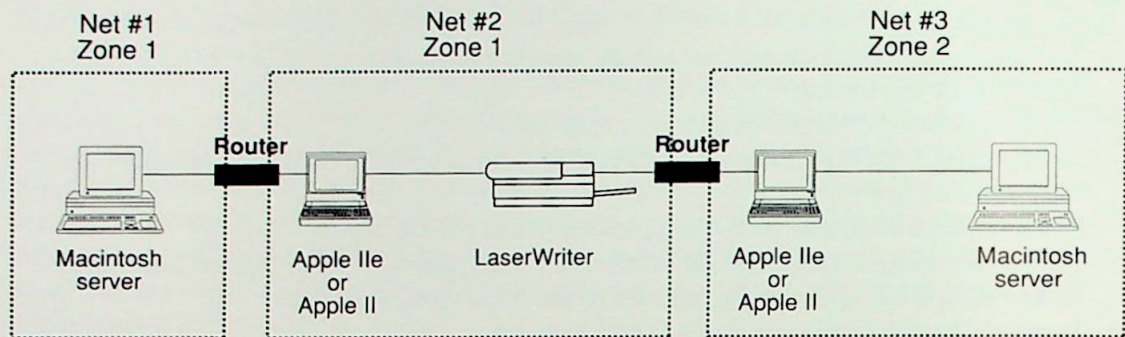 Net #1
Zone 1
Net #2
Zone 1
Net #3
Zone 2
Router
Router
Macintosh
server
Apple IIe
or
Apple II
LaserWriter
Apple IIe
or
Apple II
Macintosh
server